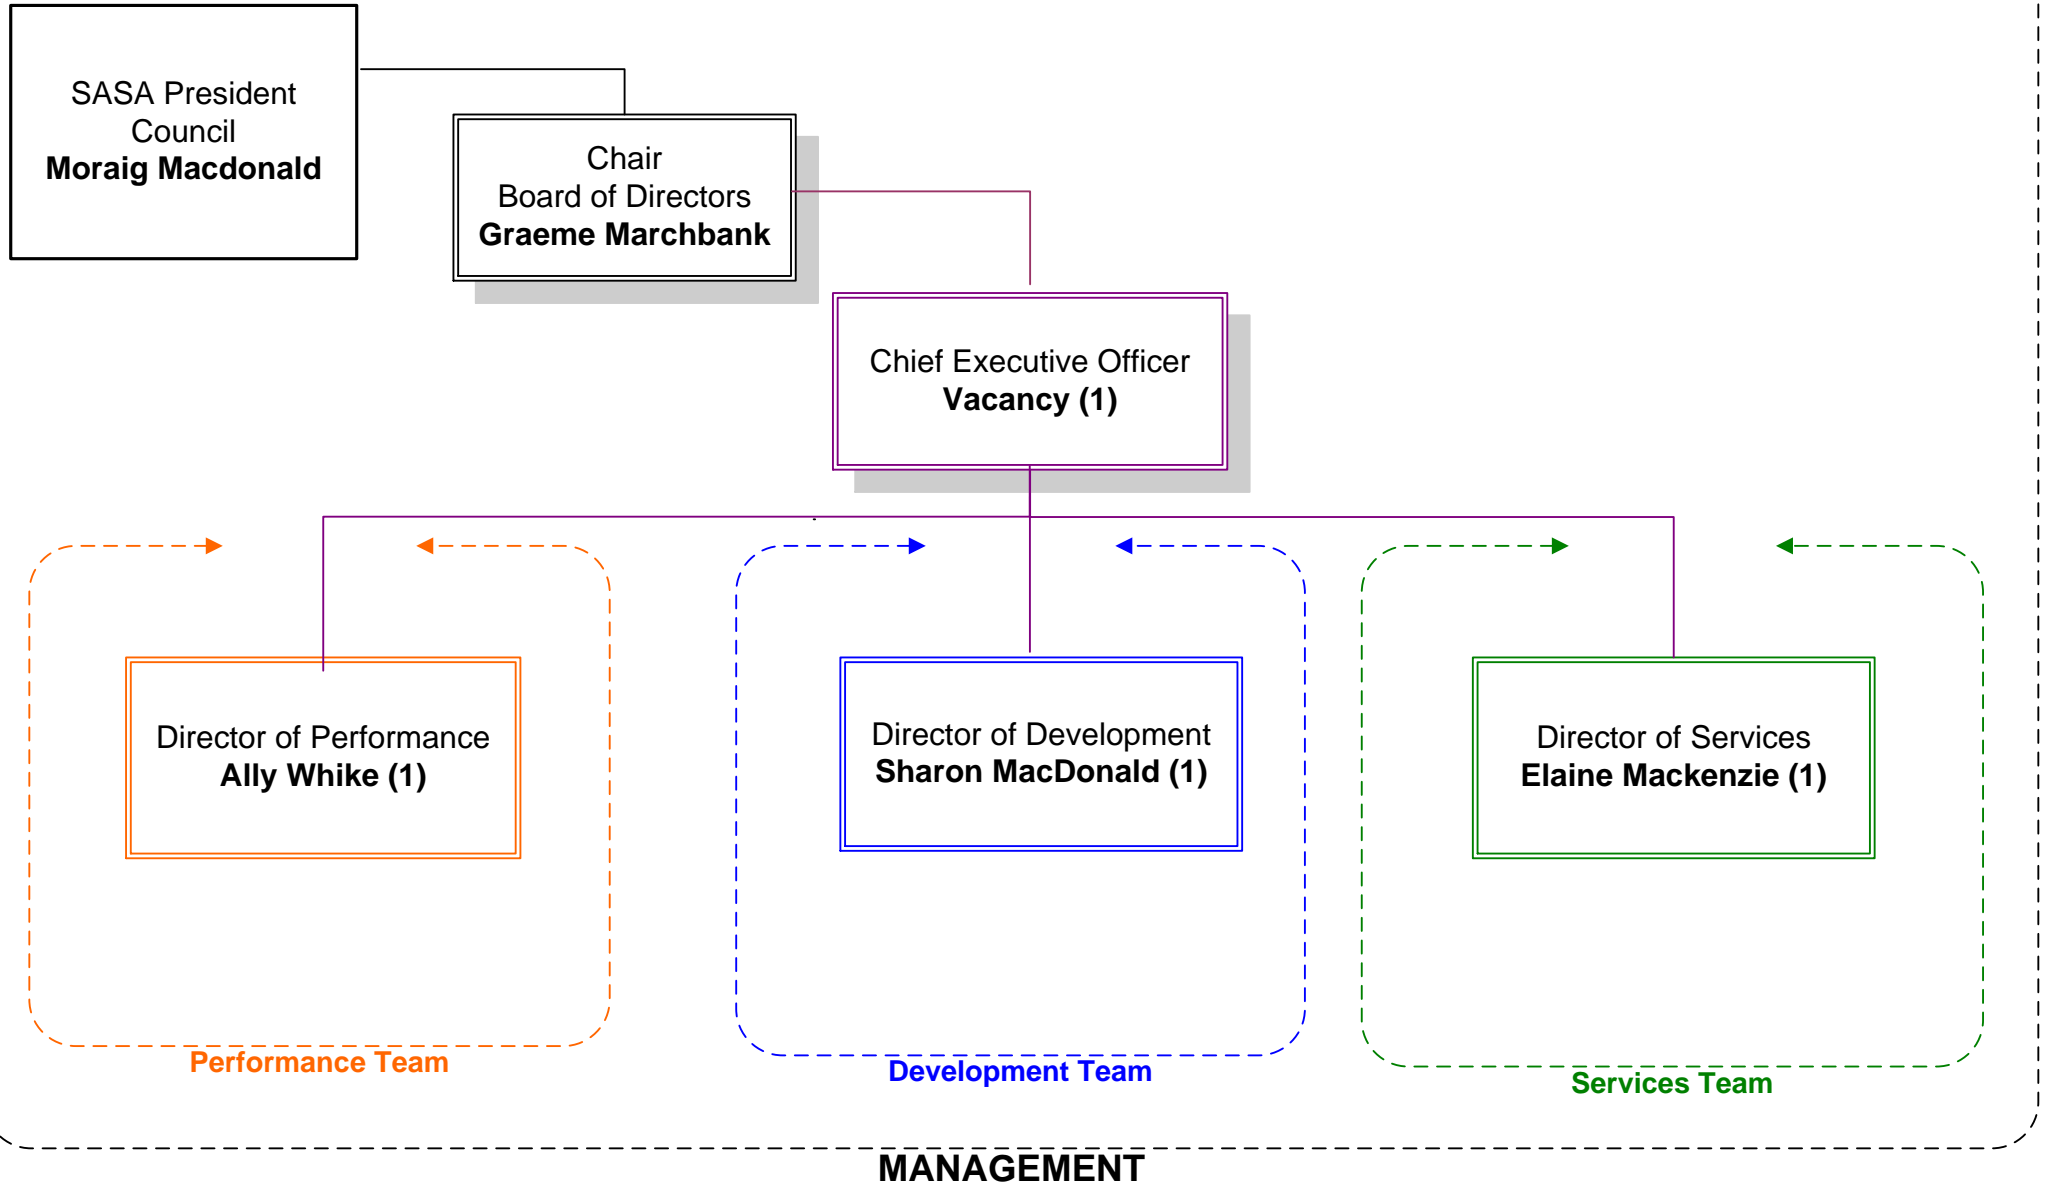 SASA President
Council
Moraig Macdonald
Chair
Board of Directors
Graeme Marchbank
Chief Executive Officer
Vacancy (1)
Director of Performance
Ally Whike (1)
Director of Development
Sharon MacDonald (1)
Director of Services
Elaine Mackenzie (1)
Performance Team
Development Team
Services Team
MANAGEMENT